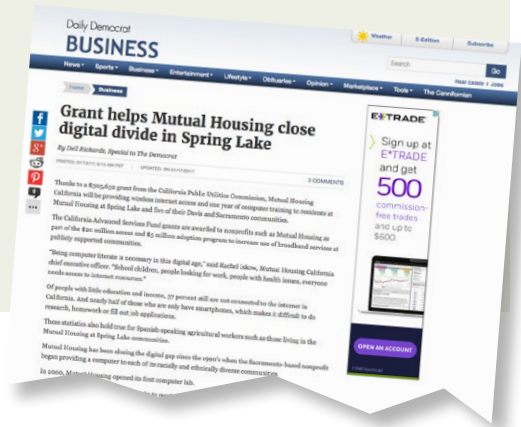 Daily Democrat
BUSINESS
Weather
E-Edition
Subscribe
Search
Go
News Sports Business Entertainment Lifestyle Obituaries Opinion Marketplace Tools The Cannifornian
Real Estate Jobs
Home Business
Grant helps Mutual Housing close
digital divide in Spring Lake
By Dell Richards, Special to The Democrat
3 COMMENTS
Thanks to a grant from the California Public Utilities Commission, Mutual Housing
California will be providing wireless internet access and one year of computer training to residents at
Mutual Housing at Spring Lake and five of their Davis and Sacramento communities.
The California Advanced Services Fund grants are awarded to nonprofits such as Mutual Housing as
part of the $20 million access and $5 million adoption program to increase use of broadband services at
publicly supported communities.
"Being computer literate is necessary in this digital age," said Rachel Iskow, Mutual Housing California
chief executive officer. "School children, people looking for work, people with health issues, everyone
needs access to internet resources."
Of people with little education and income, 37 percent still are not connected to the internet in
California. And nearly half of those who are only have smartphones, which makes it difficult to do
research, homework or fill out job applications.
These statistics also hold true for Spanish-speaking agricultural workers such as those living in the
Mutual Housing at Spring Lake communities.
Mutual Housing has been closing the digital gap since the 1990's when the Sacramento-based nonprofit
began providing a computer to each of its racially and ethnically diverse communities.
In 2000, Mutual Housing opened its first computer lab.
E*TRADE
Sign up at
E*TRADE
and get
500
commission-
free trades
and up to
$600.
OPEN AN ACCOUNT